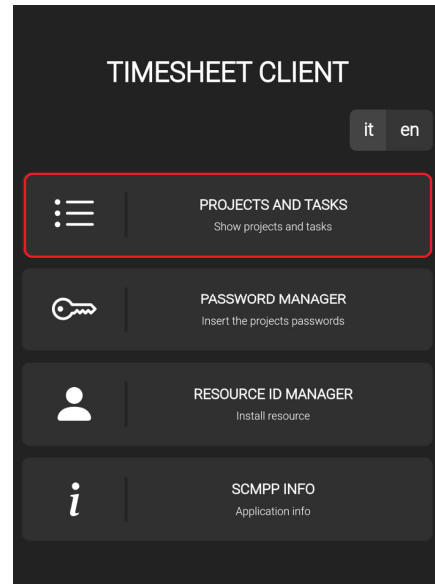 TIMESHEET CLIENT
it en
PROJECTS AND TASKS
Show projects and tasks
PASSWORD MANAGER
Insert the projects passwords
RESOURCE ID MANAGER
Install resource
i
SCMPP INFO
Application info